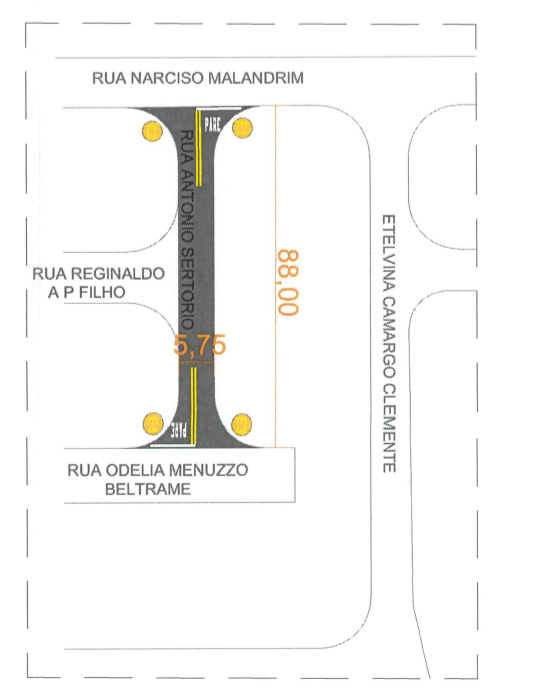 RUA NARCISO MALANDRIM
PARE
RUA ANTONIO SERTORIO
ETELVINA CAMARGO CLEMENTE
88,00
RUA REGINALDO
A P FILHO
5,75
PARE
RUA ODELIA MENUZZO
BELTRAME